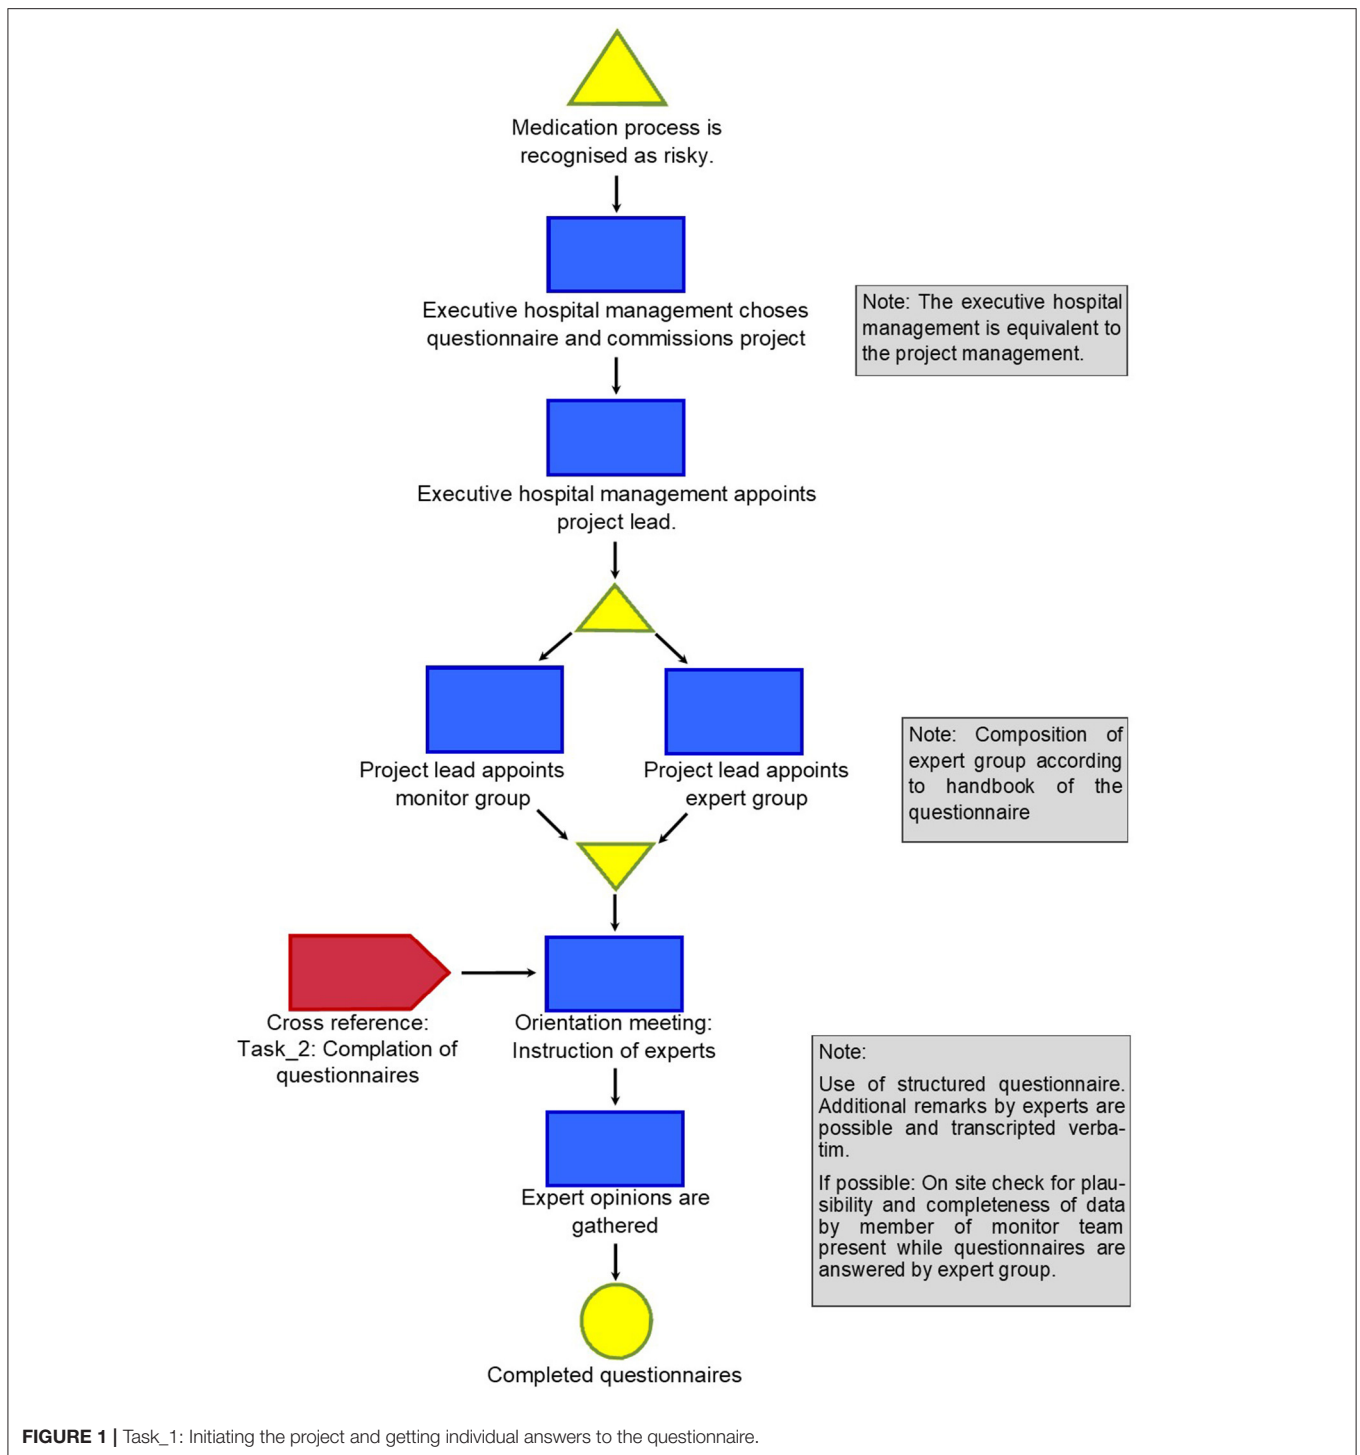 Medication process is
recognised as risky.
Executive hospital management choses
questionnaire and commissions project
Note: The executive hospital
management is equivalent to
the project management.
Executive hospital management appoints
project lead.
Project lead appoints
monitor group
Project lead appoints
expert group
Note: Composition of
expert group according
to handbook of the
questionnaire
Cross reference:
Task_2: Complation of
questionnaires
Orientation meeting:
Instruction of experts
Note:
Use of structured questionnaire.
Additional remarks by experts are
possible and transcripted verba-
tim.
If possible: On site check for plau-
sibility and completeness of data
by member of monitor team
present while questionnaires are
answered by expert group.
Expert opinions are
gathered
Completed questionnaires
FIGURE 1 | Task_1: Initiating the project and getting individual answers to the questionnaire.